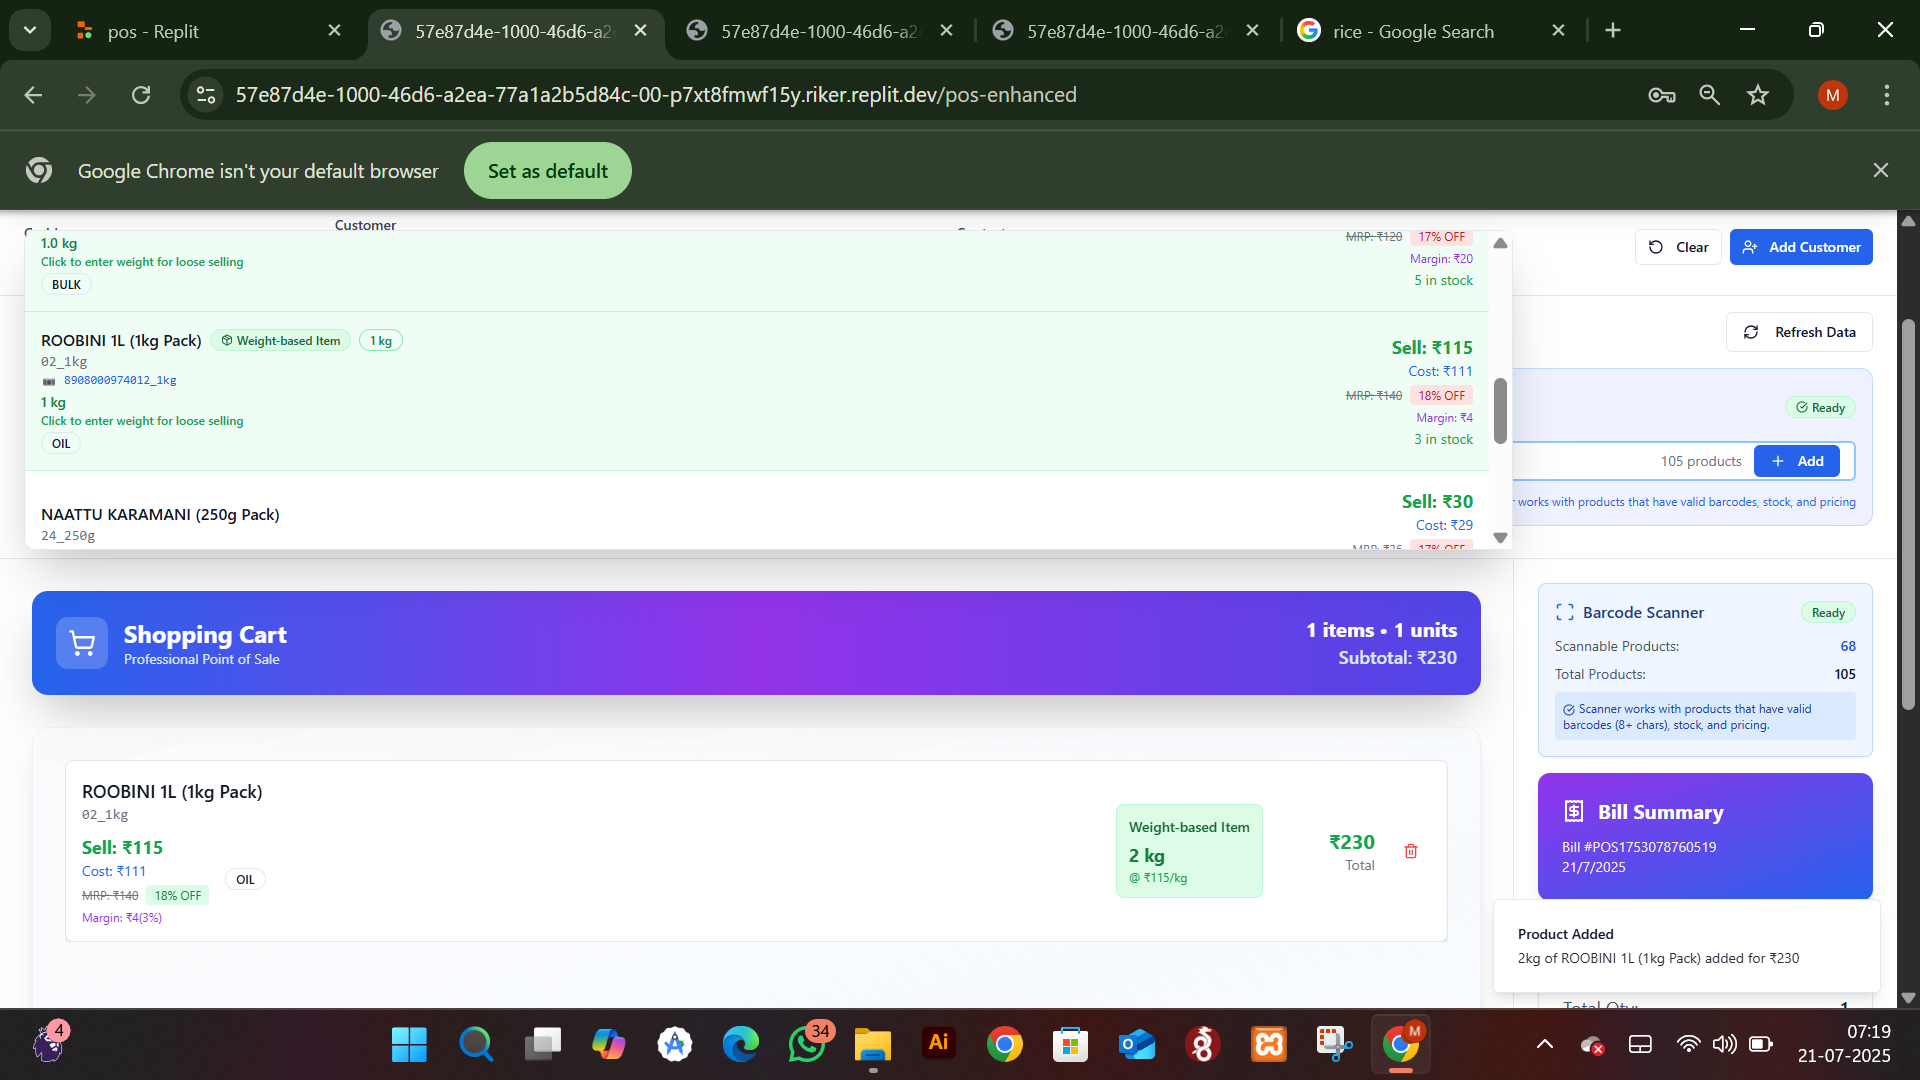 pos - Replit
57e87d4e-1000-46d6-a2
57e87d4e-1000-46d6-a2
57e87d4e-1000-46d6-a2
rice - Google Search
57e87d4e-1000-46d6-a2ea-77a1a2b5d84c-00-p7xt8fmwf15y.riker.replit.dev/pos-enhanced
M
Google Chrome isn't your default browser
Set as default
Customer
Clear
Add Customer
1.0 kg
Click to enter weight for loose selling
BULK
MRP: ₹120 17% OFF
Margin: ₹20
5 in stock
Refresh Data
ROOBINI 1L (1kg Pack) Weight-based Item 1 kg
02_1kg
8908000974012_1kg
1 kg
Click to enter weight for loose selling
OIL
Sell: ₹115
Cost: ₹111
MRP: ₹140 18% OFF
Margin: ₹4
3 in stock
Ready
105 products
Add
works with products that have valid barcodes, stock, and pricing
NAATTU KARAMANI (250g Pack)
24_250g
Sell: ₹30
Cost: ₹29
MRP: ₹36 17% OFF
Shopping Cart
Professional Point of Sale
1 items • 1 units
Subtotal: ₹230
Barcode Scanner
Ready
Scannable Products: 68
Total Products: 105
Scanner works with products that have valid
barcodes (8+ chars), stock, and pricing.
ROOBINI 1L (1kg Pack)
02_1kg
Sell: ₹115
Cost: ₹111
MRP: ₹140 18% OFF
Margin: ₹4(3%)
OIL
Weight-based Item
2 kg
@ ₹115/kg
₹230
Total
Bill Summary
Bill #POS1753078760519
21/7/2025
Product Added
2kg of ROOBINI 1L (1kg Pack) added for ₹230
Total Qty: 1
4
34
Ai
M
07:19
21-07-2025